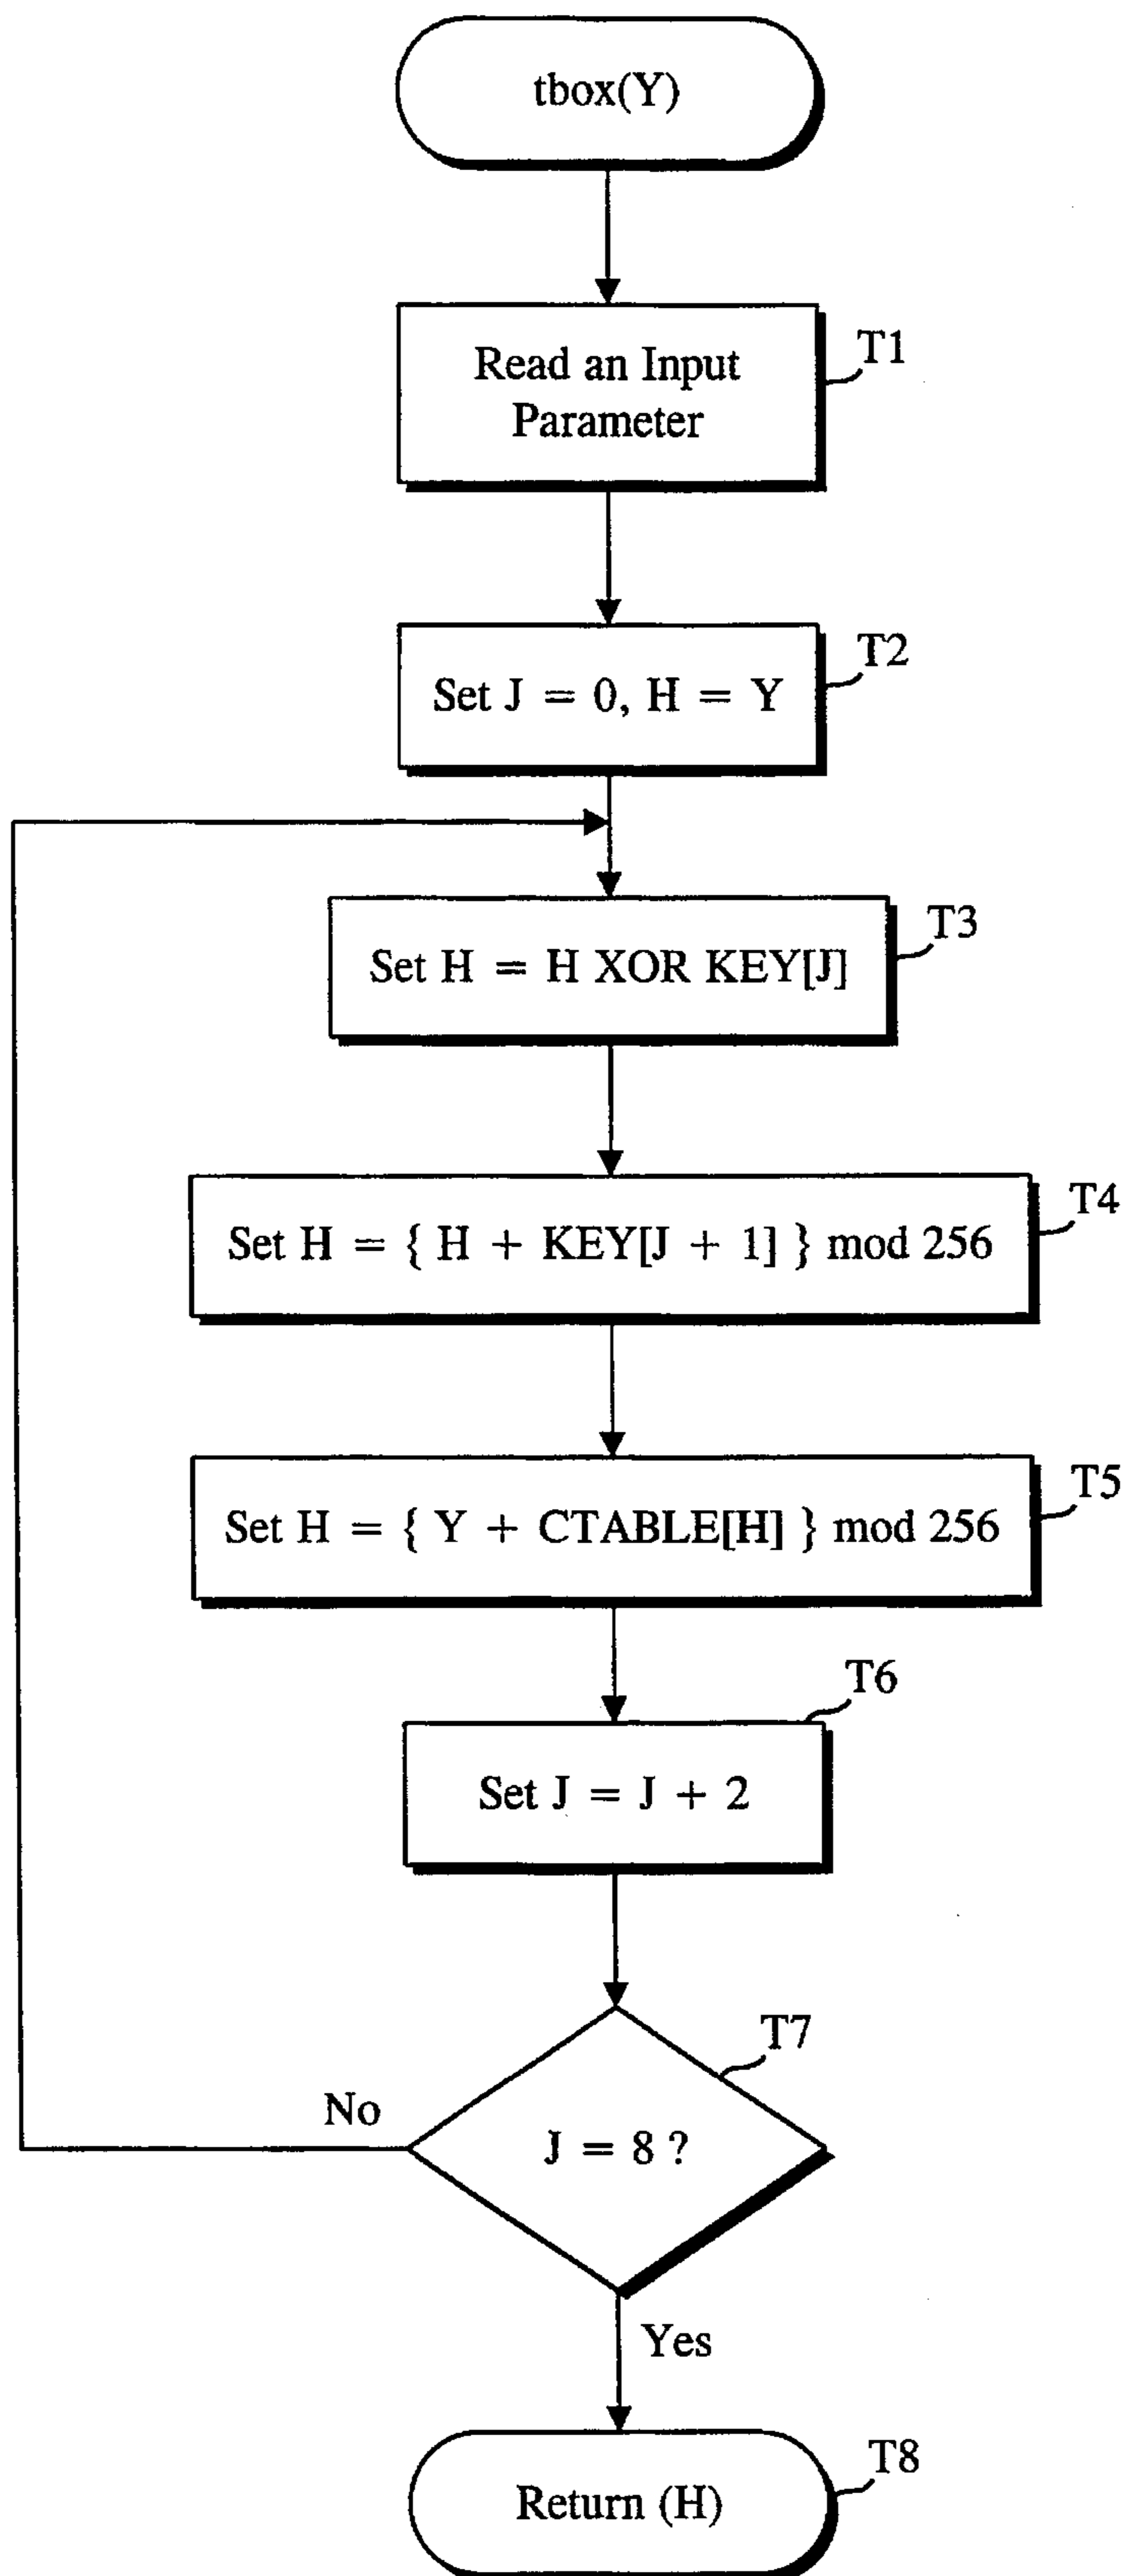 tbox(Y)
Read an Input
Parameter
T1
Set J = 0, H = Y
T2
Set H = H XOR KEY[J]
T3
Set H = { H + KEY[J + 1] } mod 256
T4
Set H = { Y + CTABLE[H] } mod 256
T5
Set J = J + 2
T6
J = 8 ?
T7
No
Yes
Return (H)
T8